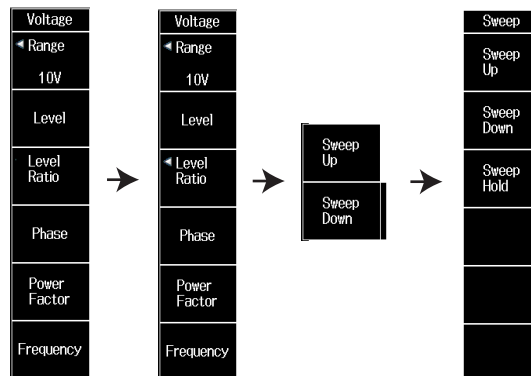 Voltage
Range
10V
Level
Level
Ratio
Phase
Power
Factor
Frequency
Voltage
Range
10V
Level
Level
Ratio
Phase
Power
Factor
Frequency
Sweep
Up
Sweep
Down
Sweep
Sweep
Up
Sweep
Down
Sweep
Hold